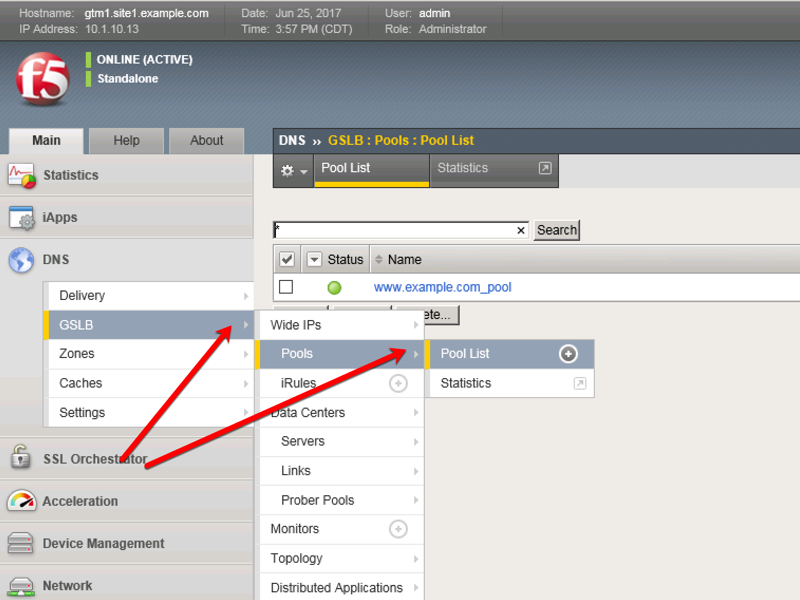 Hostname: gtm1.site1.example.com Date: Jun 25, 2017 User: admin
IP Address: 10.1.10.13 Time: 3:57 PM (CDT) Role: Administrator
f5
ONLINE (ACTIVE)
Standalone
Main Help About
DNS ›› GSLB : Pools : Pool List
Pool List Statistics
Statistics
iApps
DNS
* × Search
Status Name
www.example.com_pool
ete...
Delivery
GSLB
Zones
Caches
Settings
Wide IPs
Pools
iRules
Data Centers
Servers
Links
Prober Pools
Monitors
Topology
Distributed Applications
Pool List
Statistics
SSL Orchestrator
Acceleration
Device Management
Network